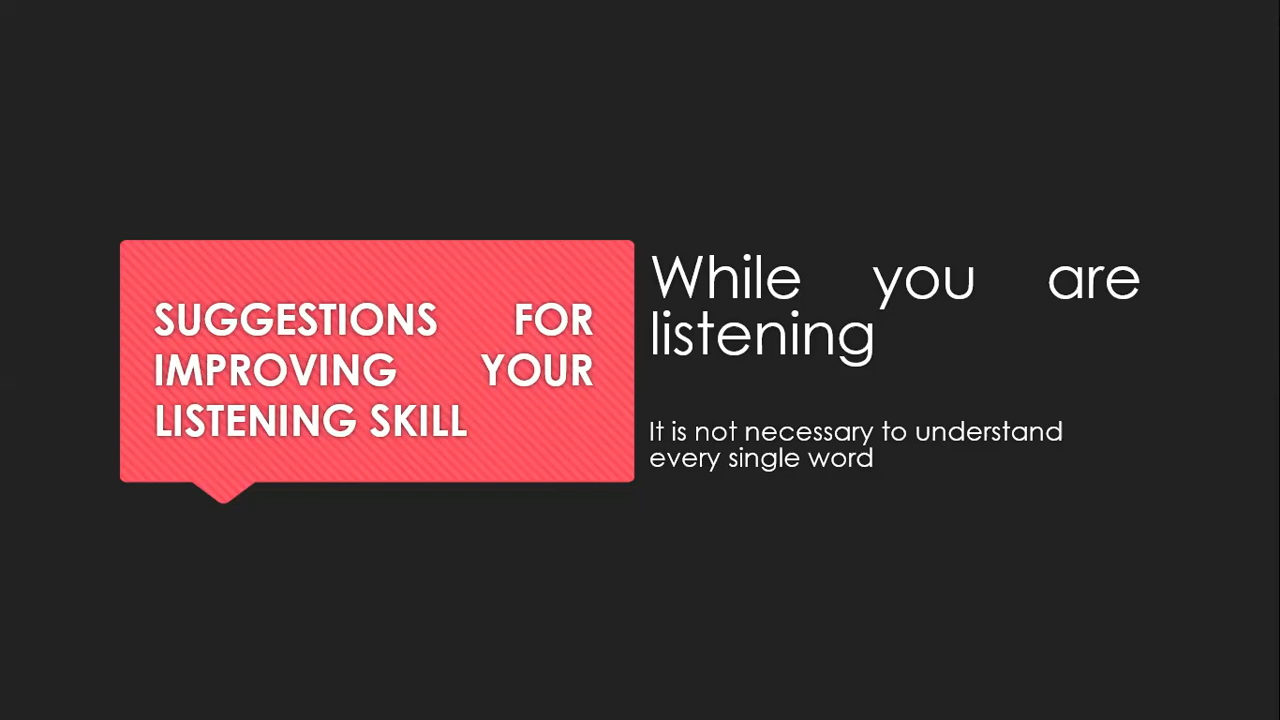 SUGGESTIONS FOR
IMPROVING YOUR
LISTENING SKILL
While you are
listening
It is not necessary to understand
every single word